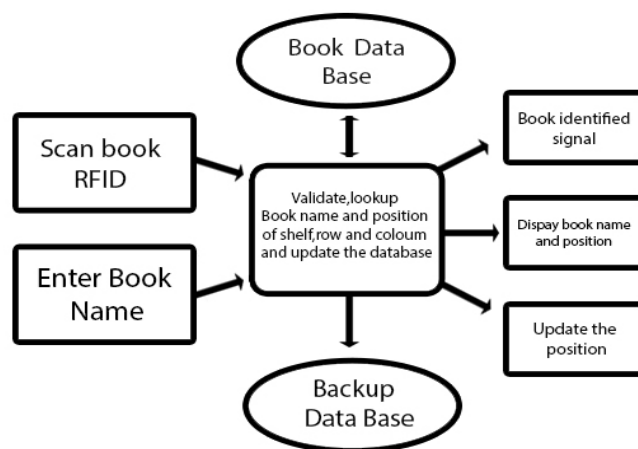 Book Data
Base
Scan book
RFID
Enter Book
Name
Validate,lookup
Book name and position
of shelf,row and coloum
and update the database
Book identified
signal
Dispay book name
and position
Update the
position
Backup
Data Base